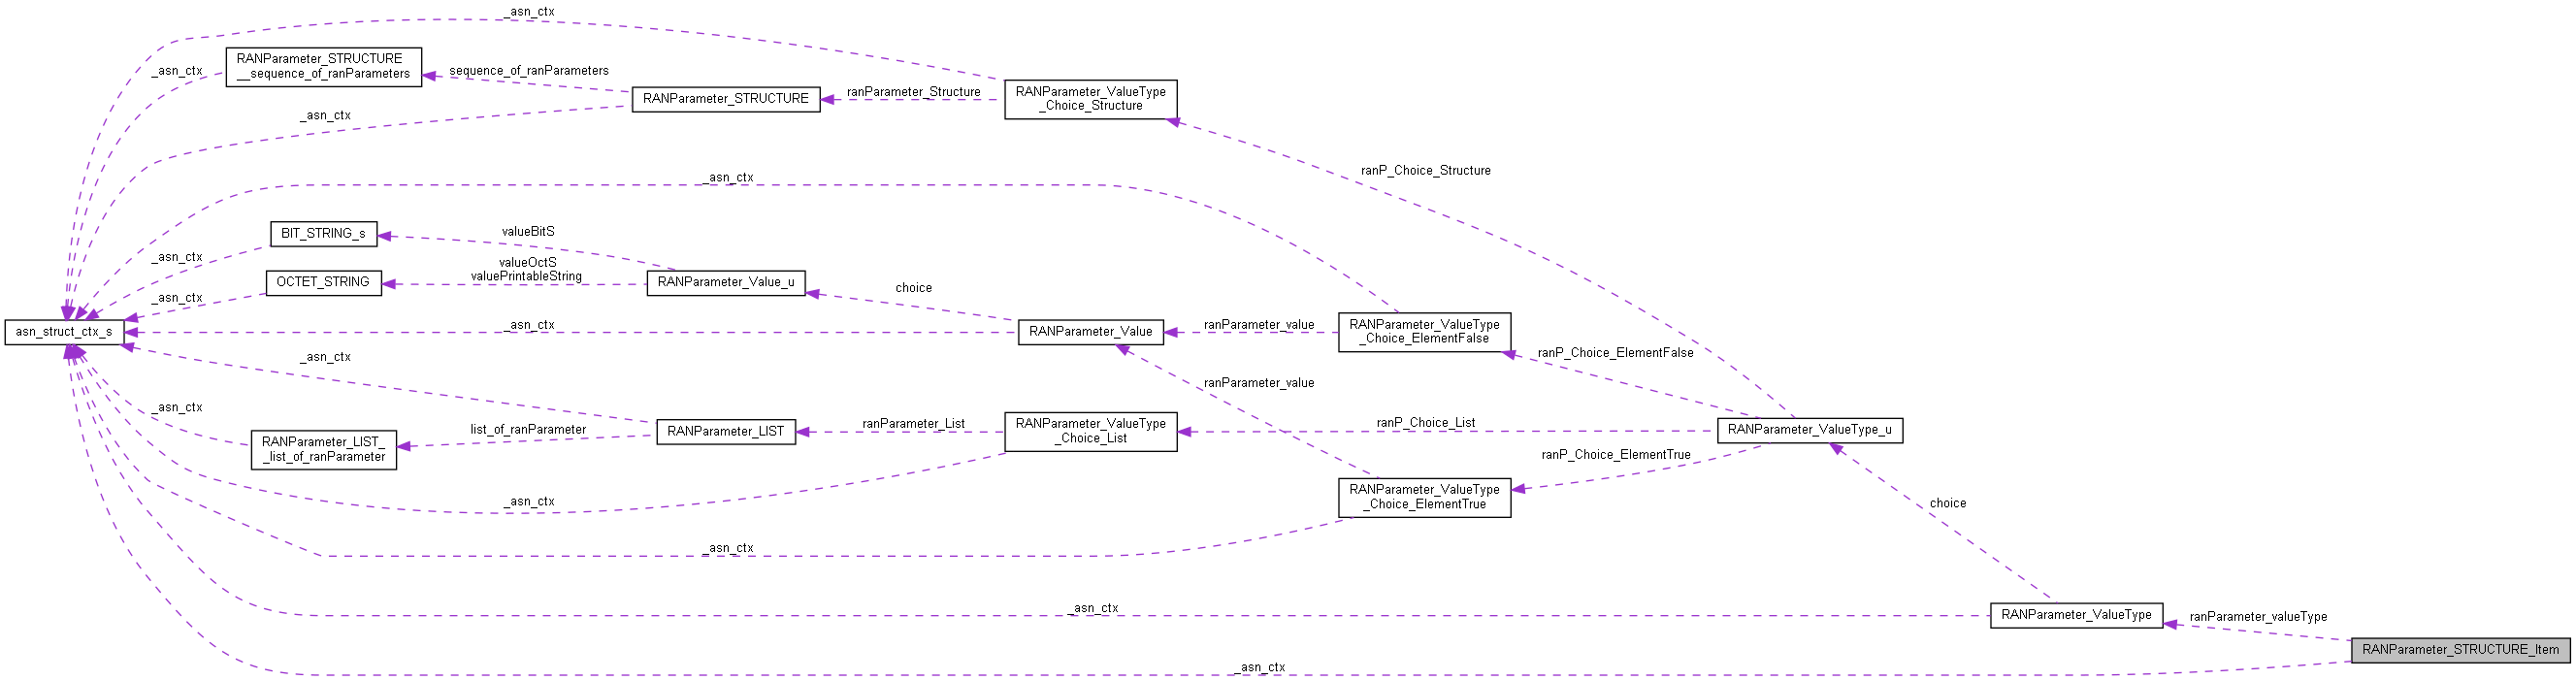 _asn_ctx
RANParameter_STRUCTURE
__sequence_of_ranParameters
_asn_ctx
sequence_of_ranParameters
RANParameter_STRUCTURE
ranParameter_Structure
RANParameter_ValueType
_Choice_Structure
_asn_ctx
ranP_Choice_Structure
_asn_ctx
BIT_STRING_s
_asn_ctx
valueBitS
OCTET_STRING
_asn_ctx
valueOctS
valuePrintableString
RANParameter_Value_u
choice
asn_struct_ctx_s
_asn_ctx
RANParameter_Value
ranParameter_value
RANParameter_ValueType
_Choice_ElementFalse
ranP_Choice_ElementFalse
_asn_ctx
ranParameter_value
_asn_ctx
RANParameter_LIST_
_list_of_ranParameter
list_of_ranParameter
RANParameter_LIST
ranParameter_List
RANParameter_ValueType
_Choice_List
ranP_Choice_List
RANParameter_ValueType_u
ranP_Choice_ElementTrue
_asn_ctx
RANParameter_ValueType
_Choice_ElementTrue
choice
_asn_ctx
_asn_ctx
RANParameter_ValueType
ranParameter_valueType
RANParameter_STRUCTURE_Item
_asn_ctx